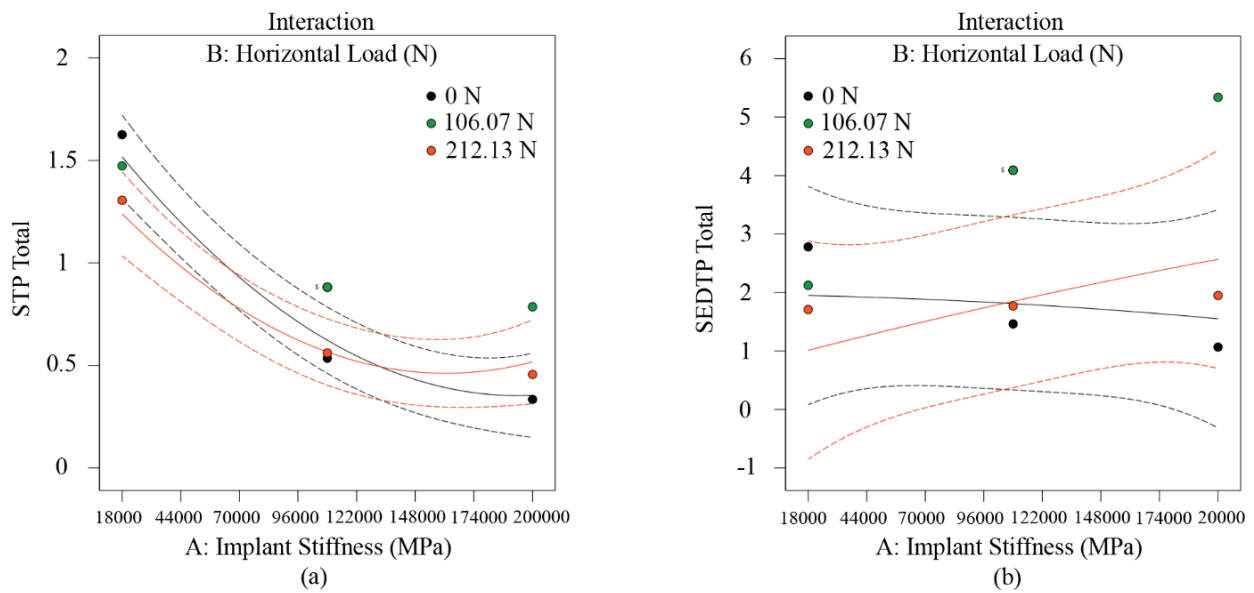 Interaction
B: Horizontal Load (N)
2
1.5
1
0.5
0
0 N
106.07 N
212.13 N
5
STP Total
18000 44000 70000 96000 122000 148000 174000 200000
A: Implant Stiffness (MPa)
(a)
Interaction
B: Horizontal Load (N)
6
5
4
3
2
1
0
-1
0 N
106.07 N
212.13 N
5
SEDTP Total
18000 44000 70000 96000 122000 148000 174000 20000
A: Implant Stiffness (MPa)
(b)